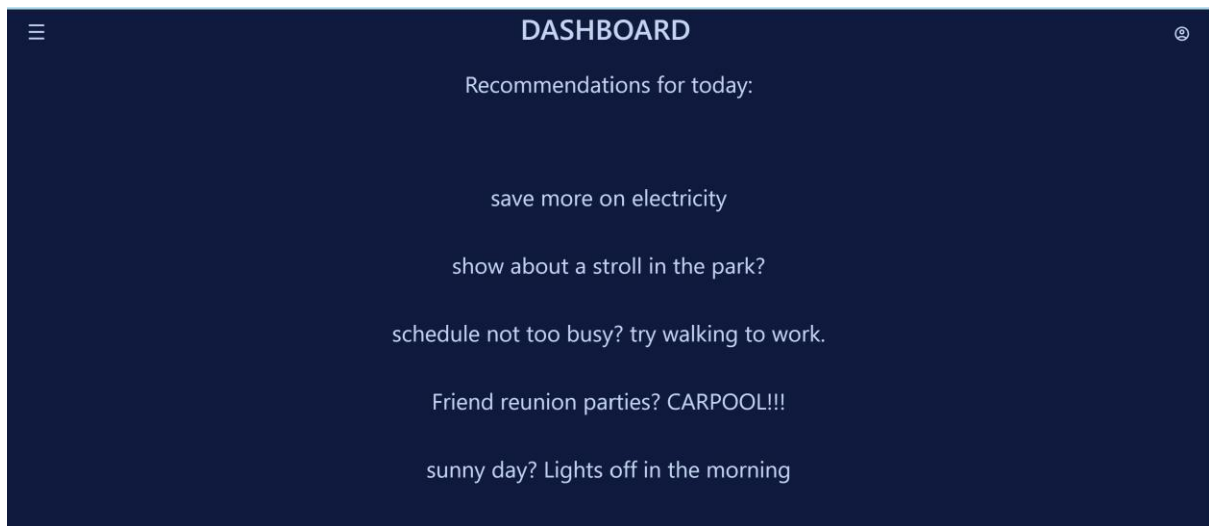 DASHBOARD
Recommendations for today:
save more on electricity
show about a stroll in the park?
schedule not too busy? try walking to work.
Friend reunion parties? CARPOOL!!!
sunny day? Lights off in the morning